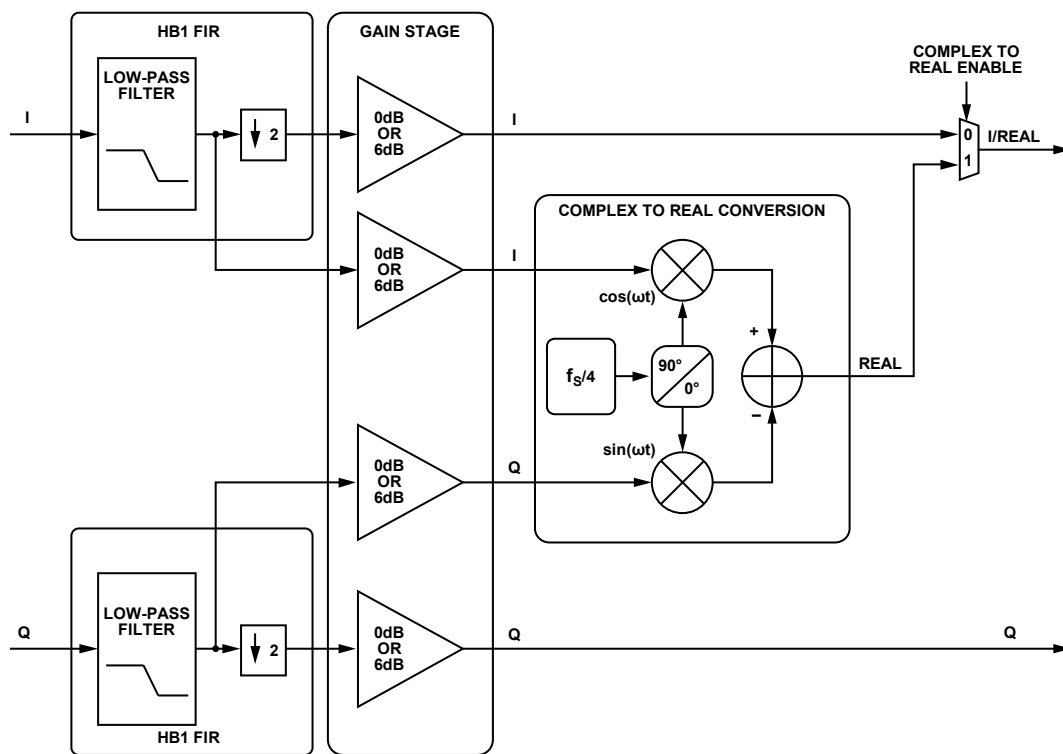 HB1 FIR
GAIN STAGE
LOW-PASS
FILTER
COMPLEX TO
REAL ENABLE
I
2
0dB
OR
6dB
I
0
1
I/REAL
COMPLEX TO REAL CONVERSION
0dB
OR
6dB
I
cos(ωt)
+
fS/4
90°
0°
REAL
–
sin(ωt)
0dB
OR
6dB
Q
LOW-PASS
FILTER
Q
2
0dB
OR
6dB
Q
Q
HB1 FIR